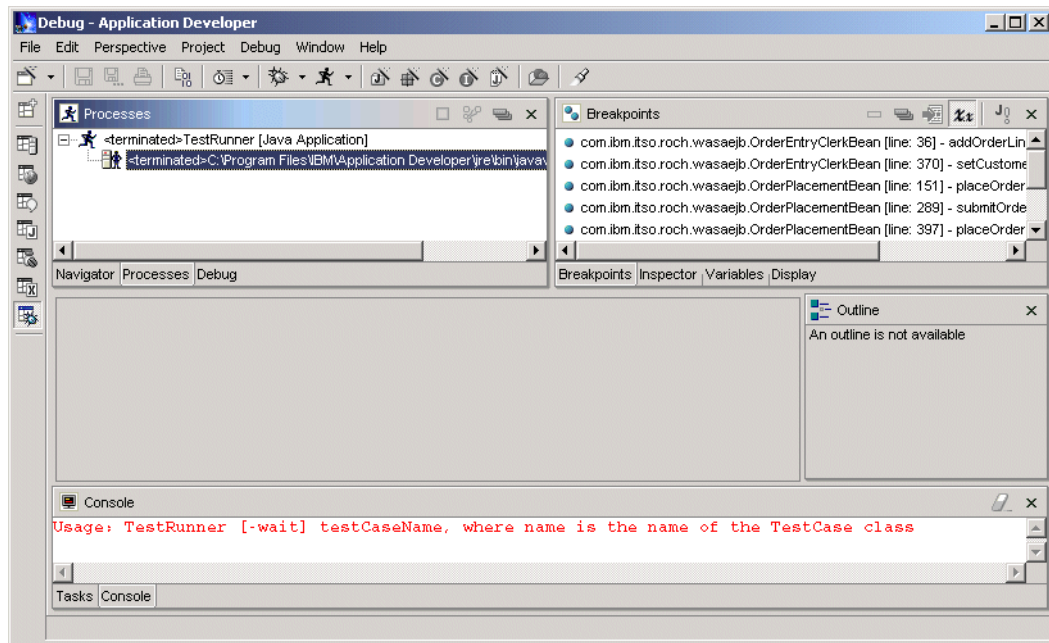 Debug - Application Developer
File Edit Perspective Project Debug Window Help
Processes
<terminated>TestRunner [Java Application]
<terminated>C:\Program Files\IBM\Application Developer\jre\bin\javaw
Navigator Processes Debug
Breakpoints
com.ibm.itso.roch.wasaejb.OrderEntryClerkBean [line: 36] - addOrderLin
com.ibm.itso.roch.wasaejb.OrderEntryClerkBean [line: 370] - setCustome
com.ibm.itso.roch.wasaejb.OrderPlacementBean [line: 151] - placeOrder
com.ibm.itso.roch.wasaejb.OrderPlacementBean [line: 289] - submitOrde
com.ibm.itso.roch.wasaejb.OrderPlacementBean [line: 397] - placeOrder
Breakpoints Inspector Variables Display
Outline
An outline is not available
Console
Usage: TestRunner [-wait] testCaseName, where name is the name of the TestCase class
Tasks Console